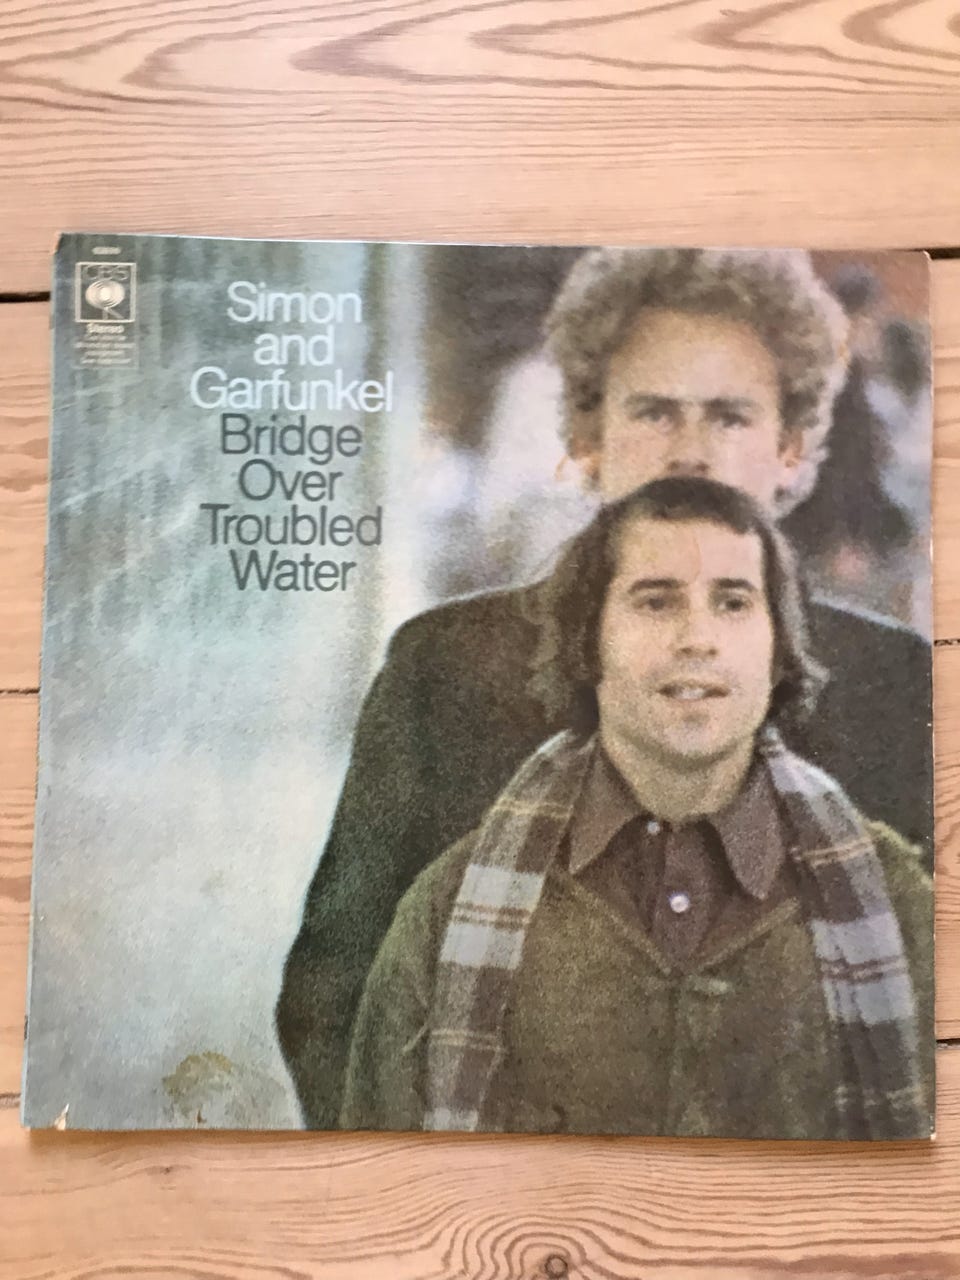 CBS
Stereo
Simon
and
Garfunkel
Bridge
Over
Troubled
Water